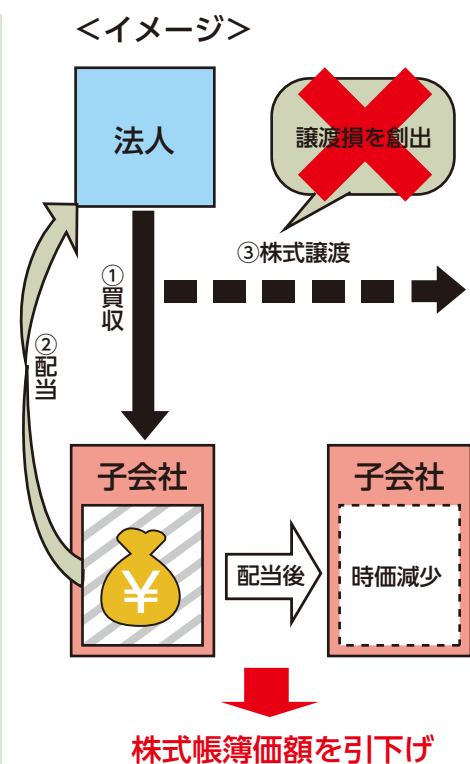 ＜イメージ＞
法人
譲渡損を創出
③株式譲渡
①買収
②配当
子会社
¥
配当後
子会社
時価減少
株式帳簿価額を引下げ